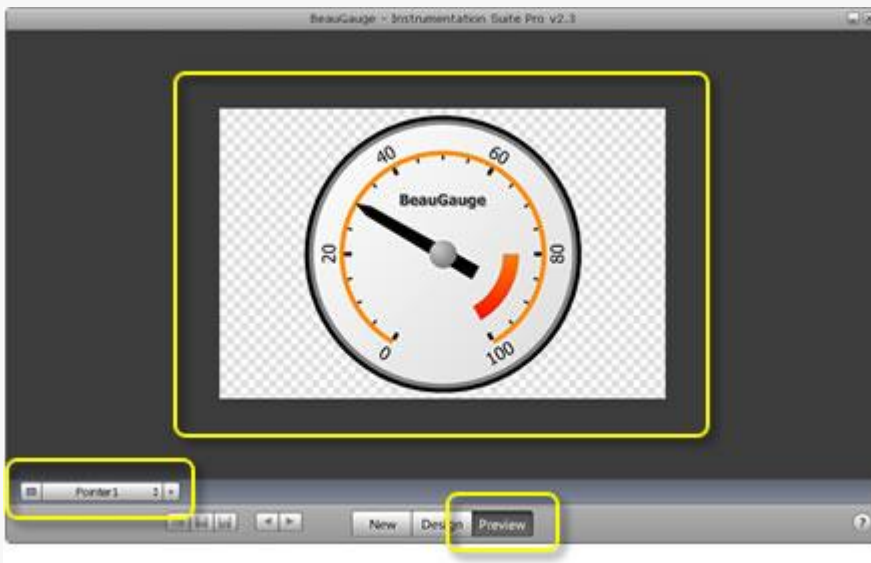 BeauGauge - Instrumentation Suite Pro v2.3
40 60
BeauGauge
20 80
0 100
Pointer1
New Design Preview
?